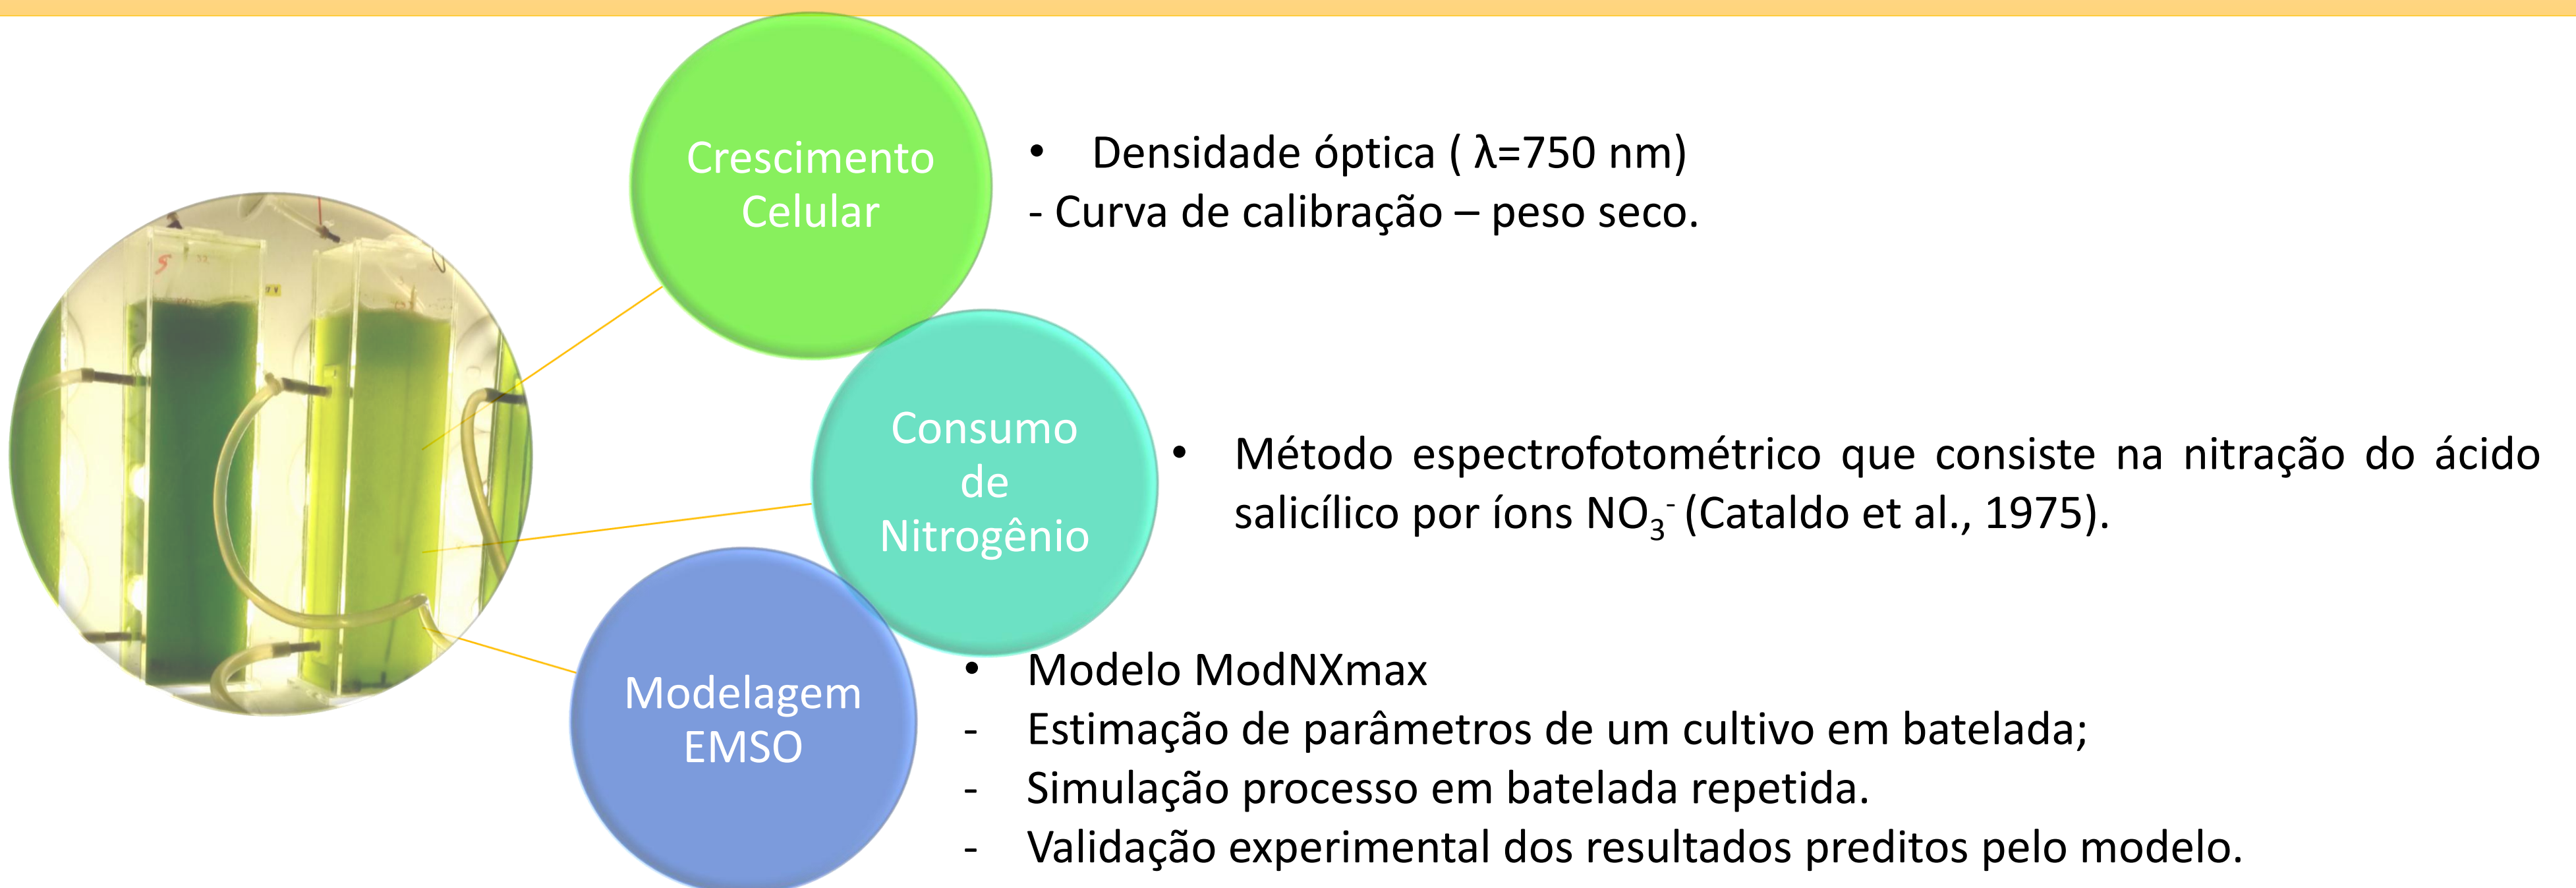 Crescimento
Celular
• Densidade óptica ( λ=750 nm)
- Curva de calibração – peso seco.
Consumo
de
Nitrogênio
• Método espectrofotométrico que consiste na nitração do ácido
salicílico por íons NO₃⁻ (Cataldo et al., 1975).
Modelagem
EMSO
• Modelo ModNXmax
- Estimação de parâmetros de um cultivo em batelada;
- Simulação processo em batelada repetida.
- Validação experimental dos resultados preditos pelo modelo.